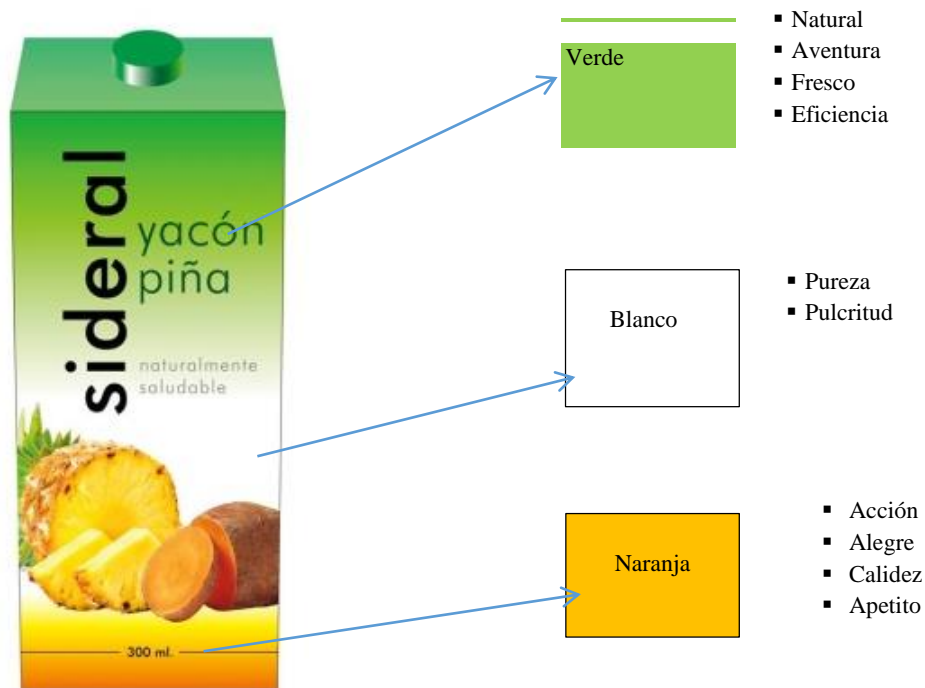 sideral
yacón
piña
naturalmente
saludable
300 ml.
Verde
▪ Natural
▪ Aventura
▪ Fresco
▪ Eficiencia
Blanco
▪ Pureza
▪ Pulcritud
Naranja
▪ Acción
▪ Alegre
▪ Calidez
▪ Apetito